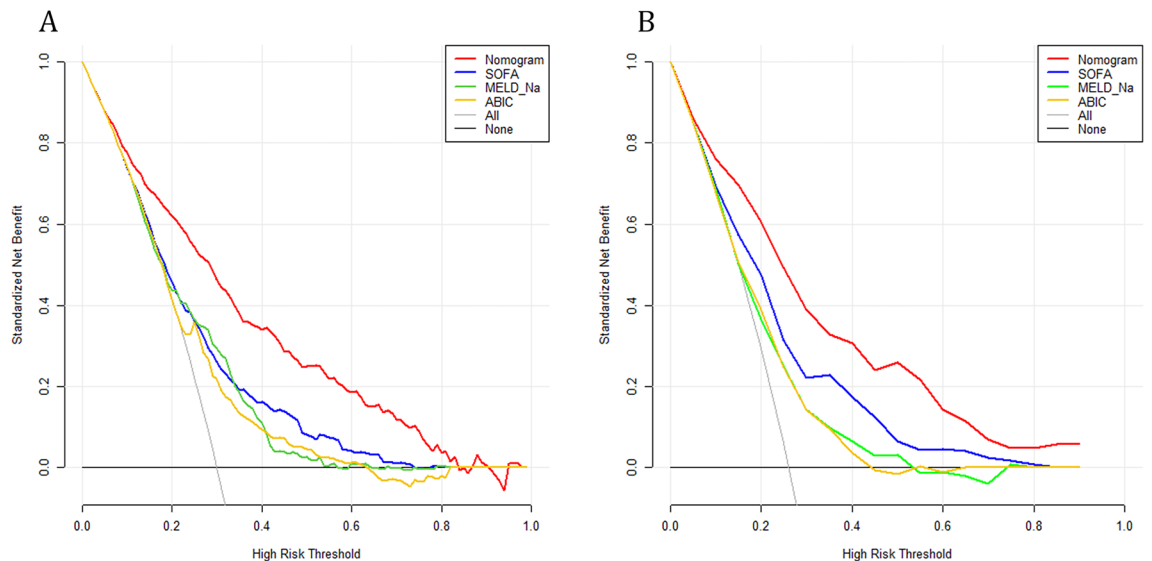 A
Standardized Net Benefit
1.0
0.8
0.6
0.4
0.2
0.0
Nomogram
SOFA
MELD_Na
ABIC
All
None
0.0 0.2 0.4 0.6 0.8 1.0
High Risk Threshold
B
Standardized Net Benefit
1.0
0.8
0.6
0.4
0.2
0.0
Nomogram
SOFA
MELD_Na
ABIC
All
None
0.0 0.2 0.4 0.6 0.8 1.0
High Risk Threshold